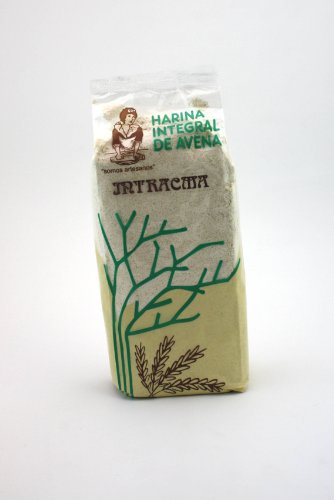 HARINA
INTEGRAL
DE AVENA
"somos artesanos"
INTRACMA